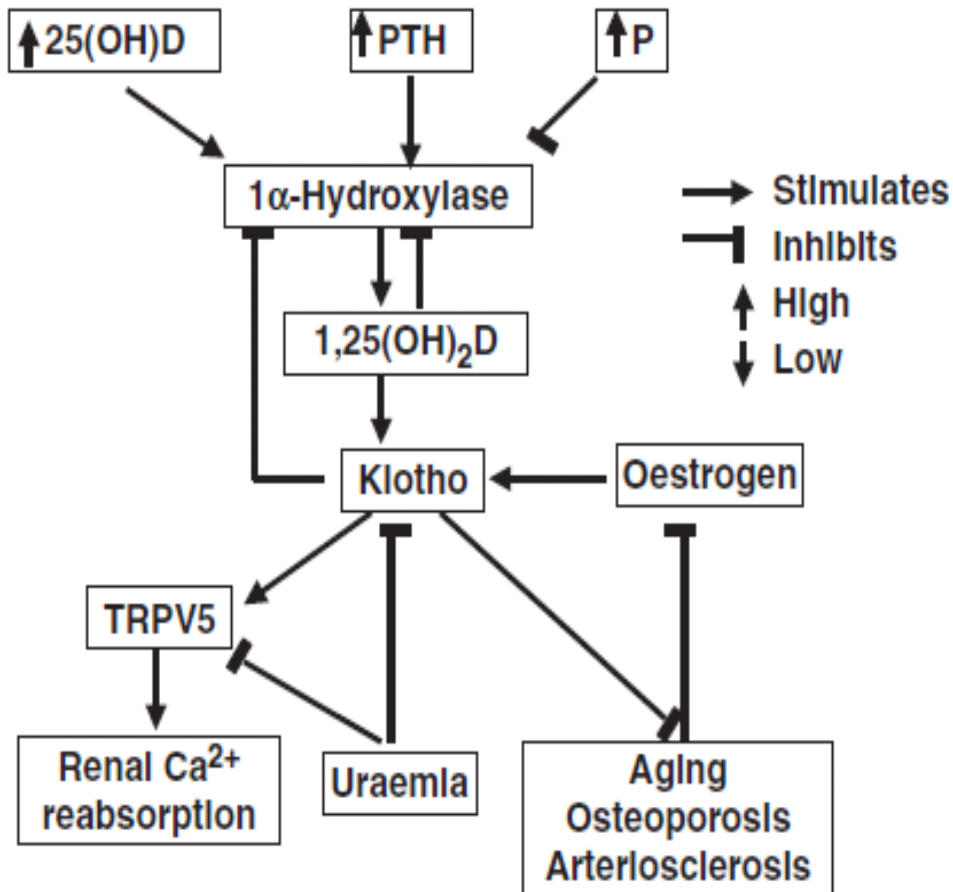 25(OH)D
PTH
P
1α-Hydroxylase
Stimulates
Inhibits
High
Low
1,25(OH)₂D
Klotho
Oestrogen
TRPV5
Renal Ca²⁺
reabsorption
Uraemia
Aging
Osteoporosis
Arteriosclerosis